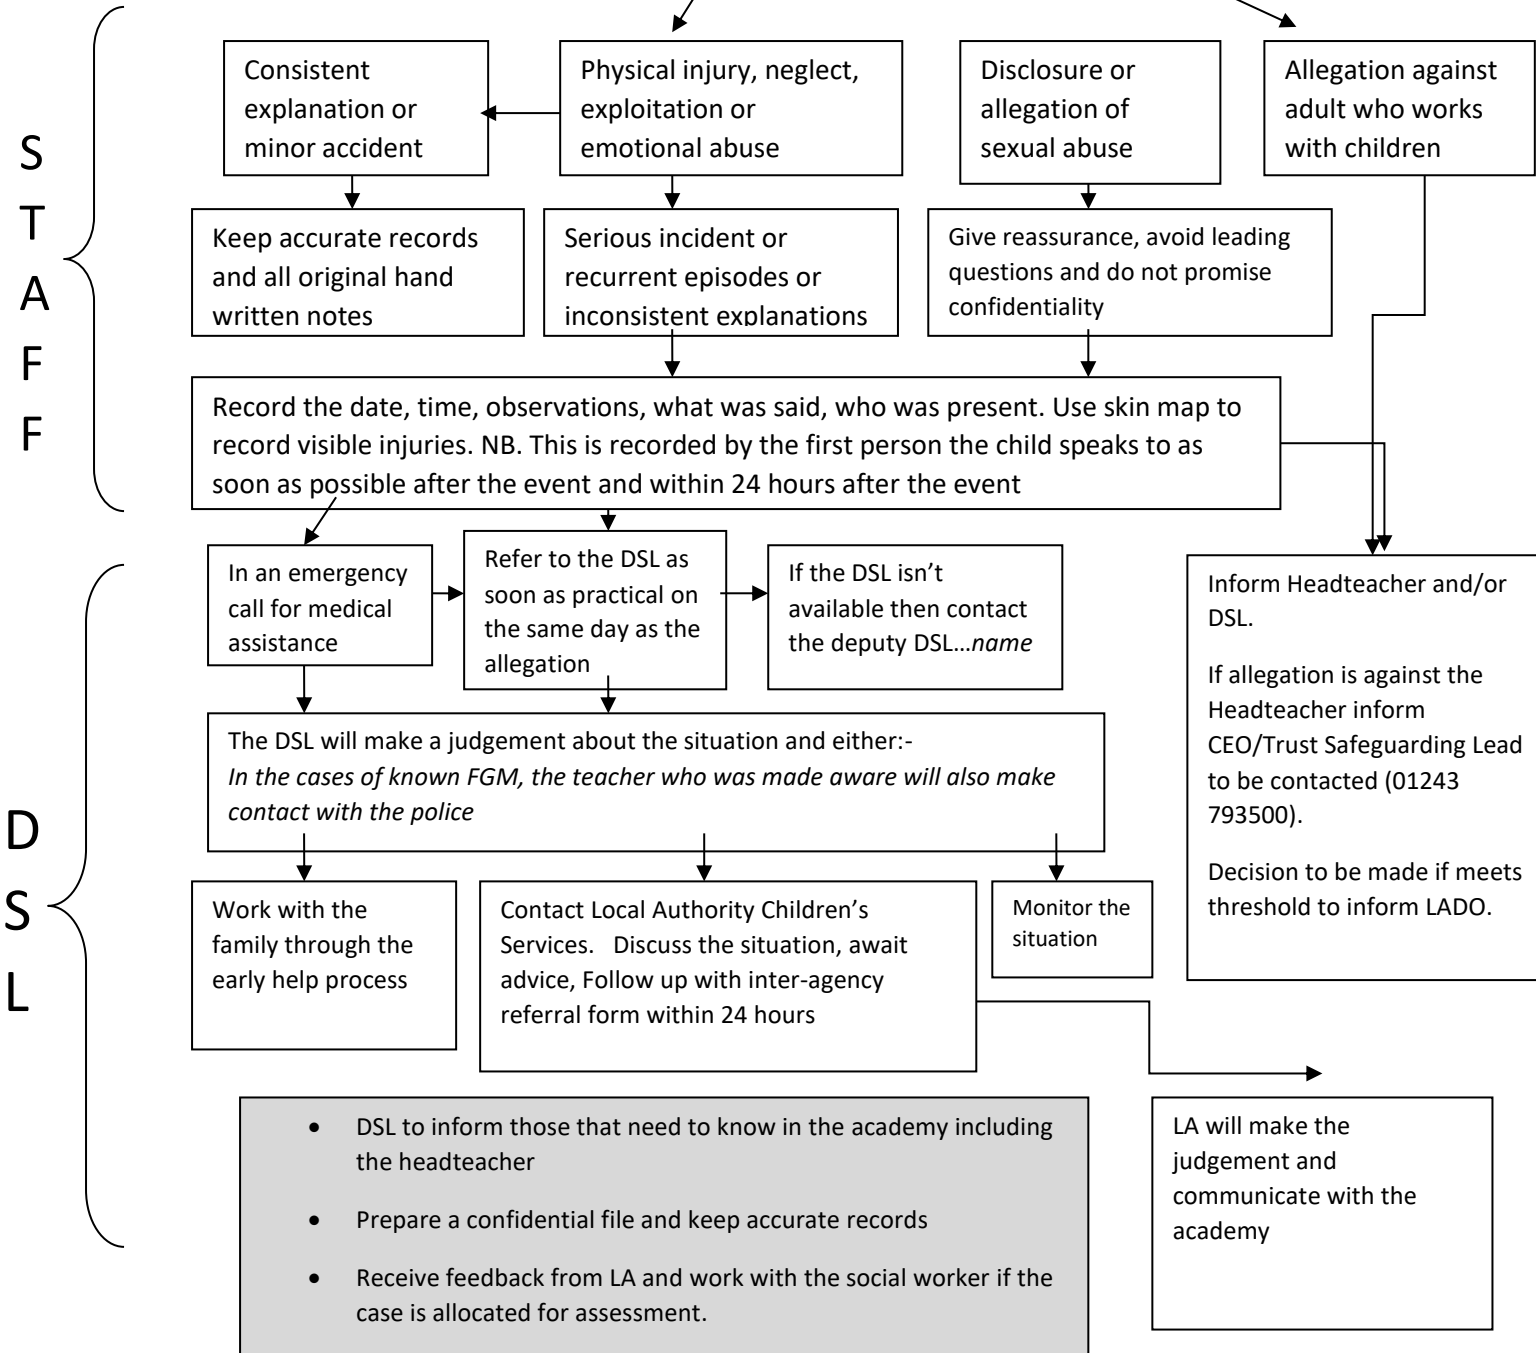 S
T
A
F
F
Consistent
explanation or
minor accident
Physical injury, neglect,
exploitation or
emotional abuse
Disclosure or
allegation of
sexual abuse
Allegation against
adult who works
with children
Keep accurate records
and all original hand
written notes
Serious incident or
recurrent episodes or
inconsistent explanations
Give reassurance, avoid leading
questions and do not promise
confidentiality
Record the date, time, observations, what was said, who was present. Use skin map to
record visible injuries. NB. This is recorded by the first person the child speaks to as
soon as possible after the event and within 24 hours after the event
D
S
L
In an emergency
call for medical
assistance
Refer to the DSL as
soon as practical on
the same day as the
allegation
If the DSL isn’t
available then contact
the deputy DSL…name
Inform Headteacher and/or
DSL.
If allegation is against the
Headteacher inform
CEO/Trust Safeguarding Lead
to be contacted (01243
793500).
Decision to be made if meets
threshold to inform LADO.
The DSL will make a judgement about the situation and either:-
In the cases of known FGM, the teacher who was made aware will also make
contact with the police
Work with the
family through the
early help process
Contact Local Authority Children’s
Services.   Discuss the situation, await
advice, Follow up with inter-agency
referral form within 24 hours
Monitor the
situation
• DSL to inform those that need to know in the academy including
the headteacher
• Prepare a confidential file and keep accurate records
• Receive feedback from LA and work with the social worker if the
case is allocated for assessment.
LA will make the
judgement and
communicate with the
academy